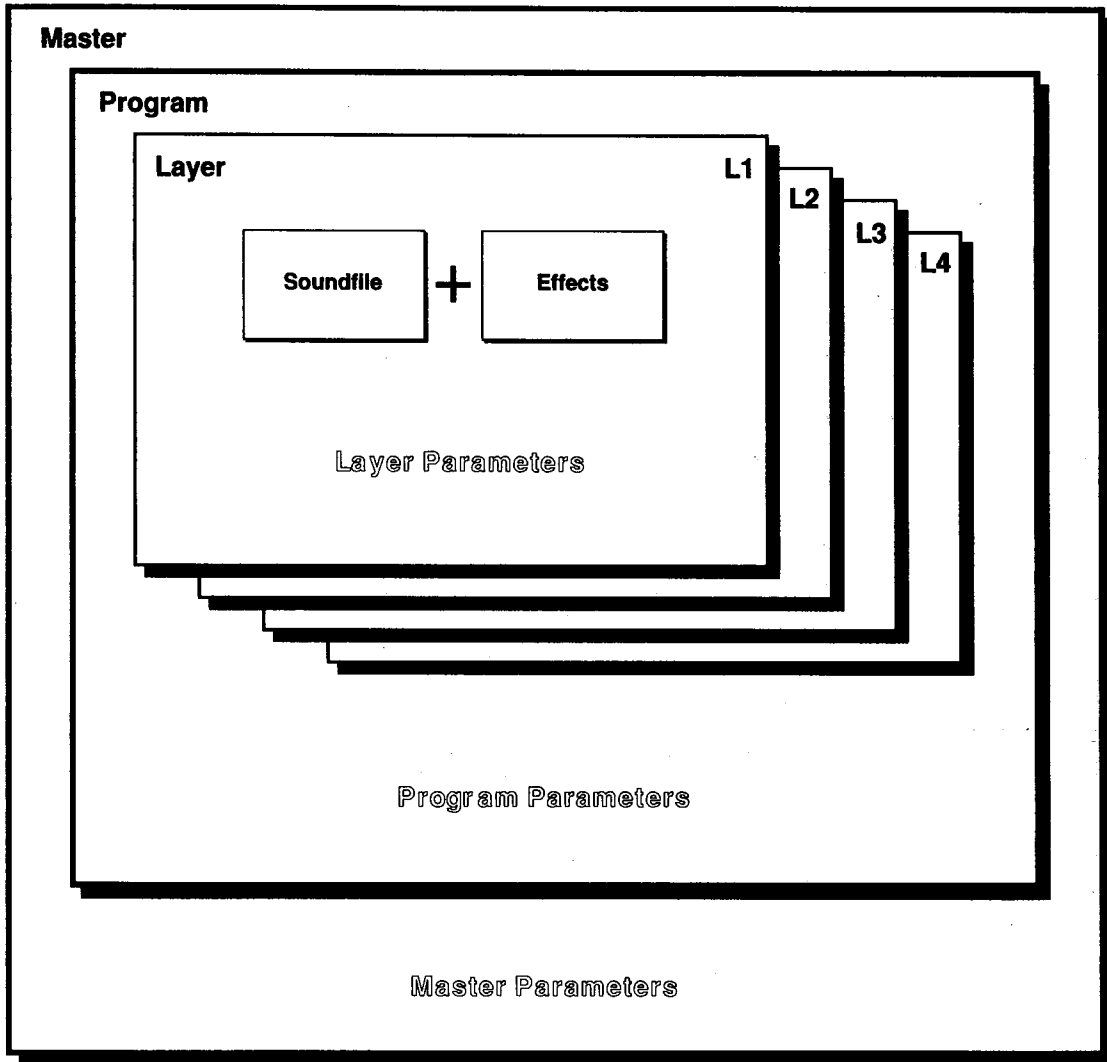 Master
Program
Layer
L1
L2
L3
L4
Soundfile
+
Effects
Layer Parameters
Program Parameters
Master Parameters